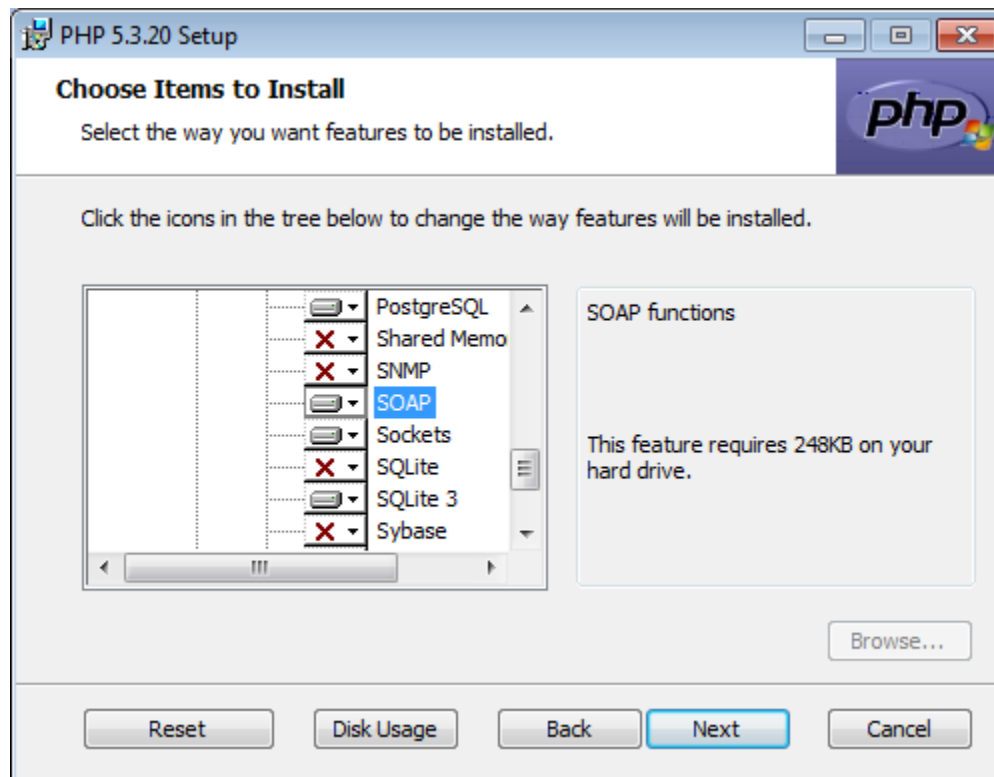 PHP 5.3.20 Setup
Choose Items to Install
Select the way you want features to be installed.
php
Click the icons in the tree below to change the way features will be installed.
PostgreSQL
Shared Memo
SNMP
SOAP
Sockets
SQLite
SQLite 3
Sybase
SOAP functions
This feature requires 248KB on your
hard drive.
Browse...
Reset
Disk Usage
Back
Next
Cancel